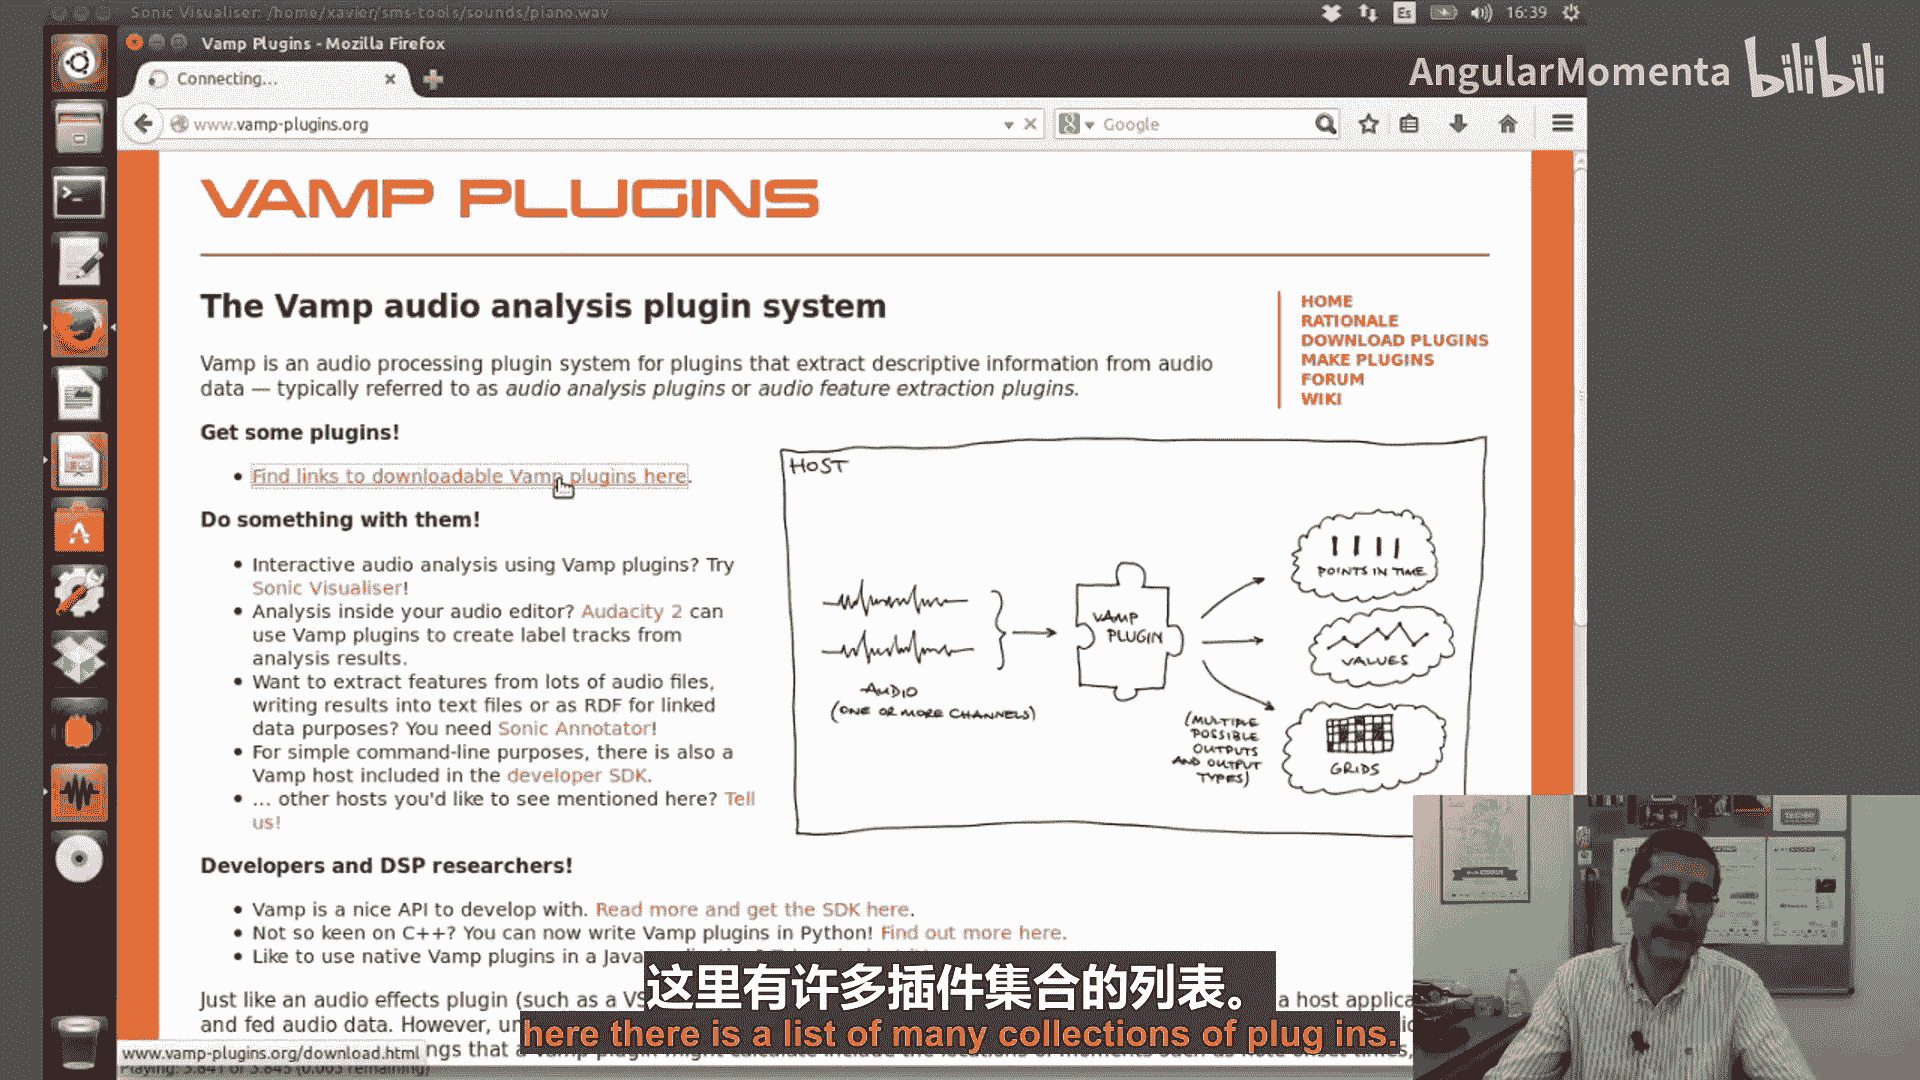 Sonic Visualiser: /home/xavier/sms-tools/sounds/piano.wav
Es
16:39
Vamp Plugins - Mozilla Firefox
AngularMomenta bilibili
Connecting...
www.vamp-plugins.org
Google
VAMP PLUGINS
The Vamp audio analysis plugin system
HOME
RATIONALE
DOWNLOAD PLUGINS
MAKE PLUGINS
FORUM
WIKI
Vamp is an audio processing plugin system for plugins that extract descriptive information from audio
data — typically referred to as audio analysis plugins or audio feature extraction plugins.
Get some plugins!
Find links to downloadable Vamp plugins here.
Do something with them!
Interactive audio analysis using Vamp plugins? Try
Sonic Visualiser!
Analysis inside your audio editor? Audacity 2 can
use Vamp plugins to create label tracks from
analysis results.
Want to extract features from lots of audio files,
writing results into text files or as RDF for linked
data purposes? You need Sonic Annotator!
For simple command-line purposes, there is also a
Vamp host included in the developer SDK.
... other hosts you'd like to see mentioned here? Tell
us!
HOST
AUDIO
(ONE OR MORE CHANNELS)
VAMP
PLUGIN
(MULTIPLE
POSSIBLE
OUTPUTS
AND OUTPUT
TYPES)
POINTS IN TIME
VALUES
GRIDS
Developers and DSP researchers!
Vamp is a nice API to develop with. Read more and get the SDK here.
Not so keen on C++? You can now write Vamp plugins in Python! Find out more here.
Like to use native Vamp plugins in a Java
Just like an audio effects plugin (such as a VS
a host applica
and fed audio data. However, un
这里有许多插件集合的列表。
here there is a list of many collections of plug ins.
www.vamp-plugins.org/download.html
ngs that a
Playing: 3.841 of 3.845 (0.003 remaining)